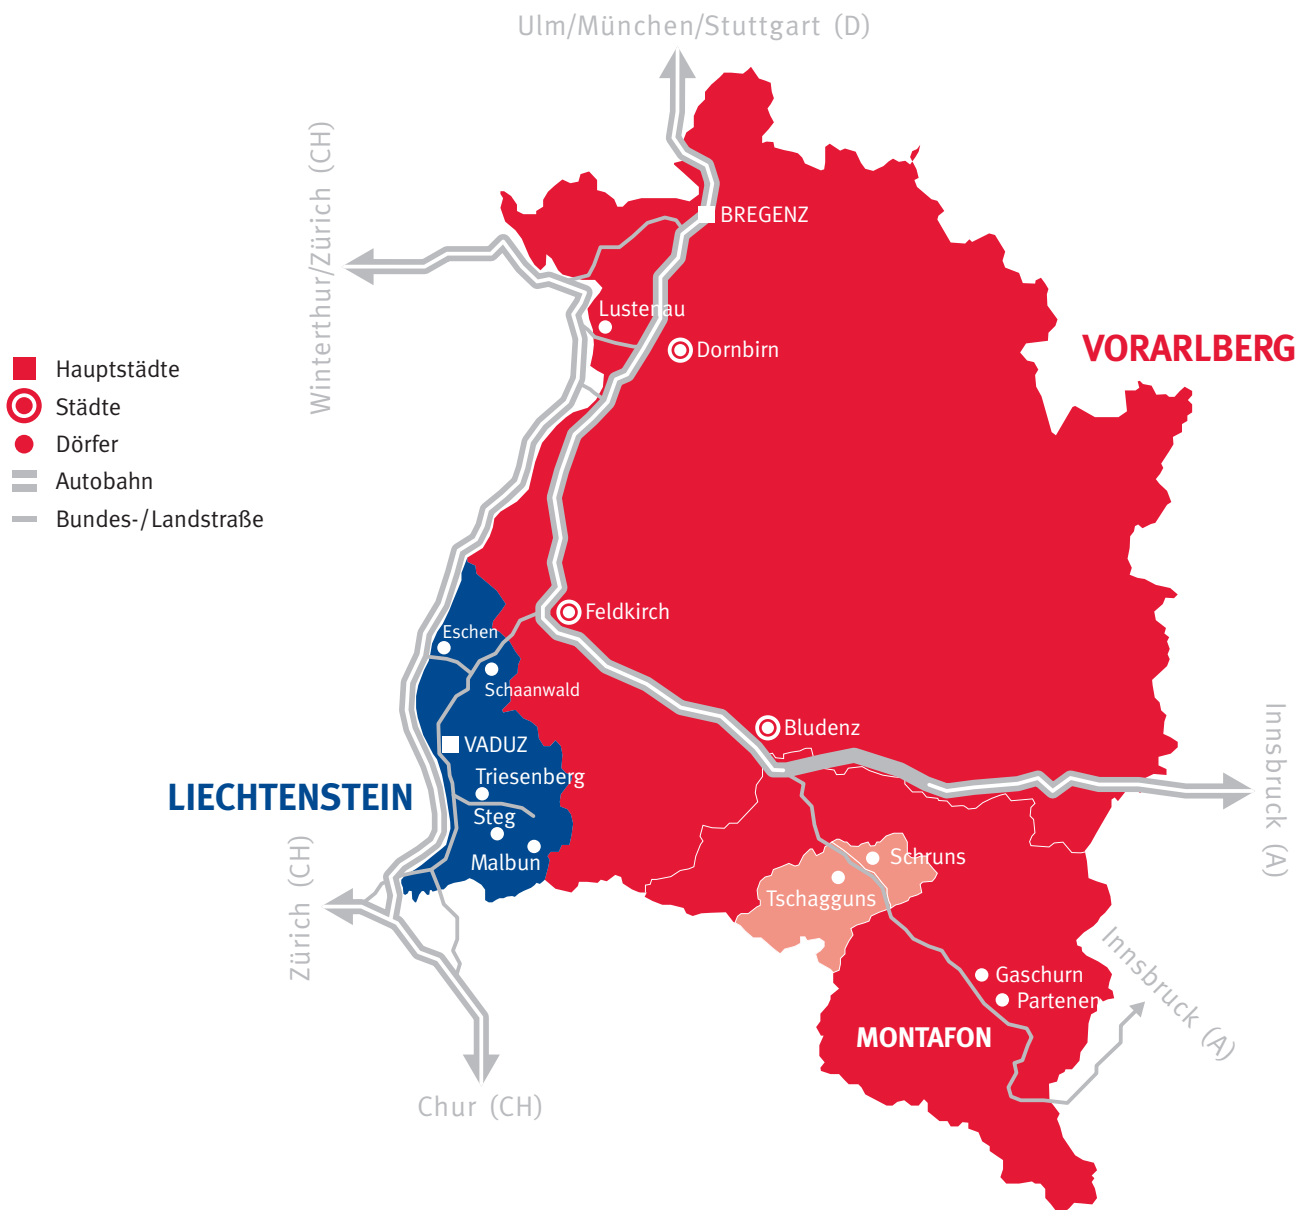 Ulm/München/Stuttgart (D)
Winterthur/Zürich (CH)
BREGENZ
Lustenau
Dornbirn
VORARLBERG
Hauptstädte
Städte
Dörfer
Autobahn
Bundes-/Landstraße
Feldkirch
Eschen
Schaanwald
Bludenz
VADUZ
Triesenberg
LIECHTENSTEIN
Steg
Malbun
Innsbruck (A)
Schruns
Tschagguns
Zürich (CH)
Gaschurn
Partenen
Innsbruck (A)
MONTAFON
Chur (CH)